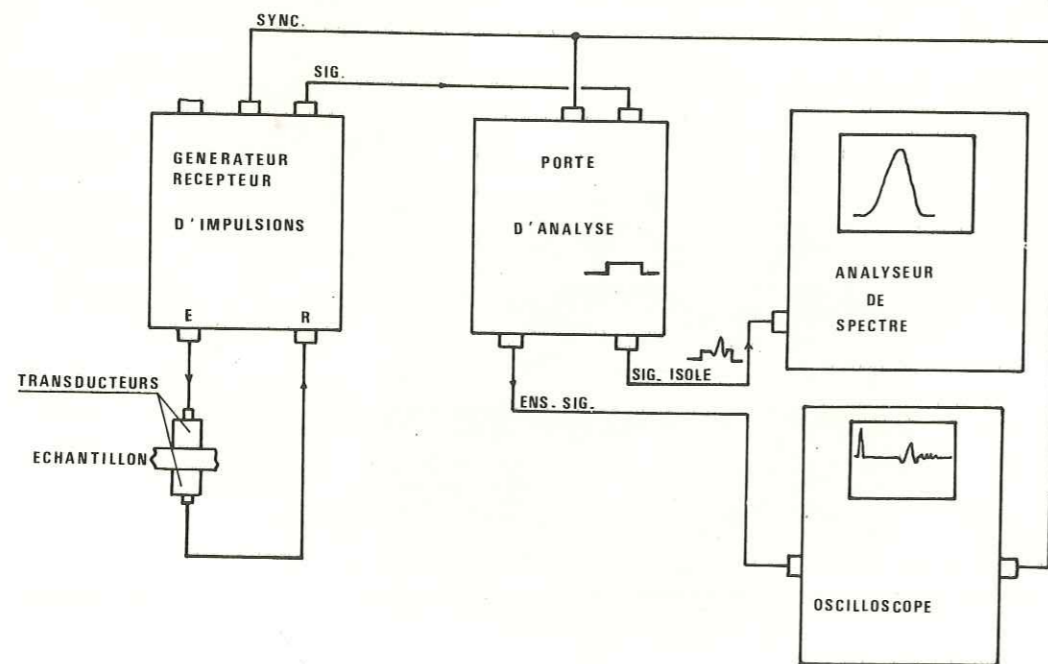 SYNC.
SIG.
GENERATEUR
RECEPTEUR
D'IMPULSIONS
E
R
PORTE
D'ANALYSE
ANALYSEUR
DE
SPECTRE
SIG. ISOLE
ENS. SIG.
TRANSDUCTEURS
ECHANTILLON
OSCILLOSCOPE